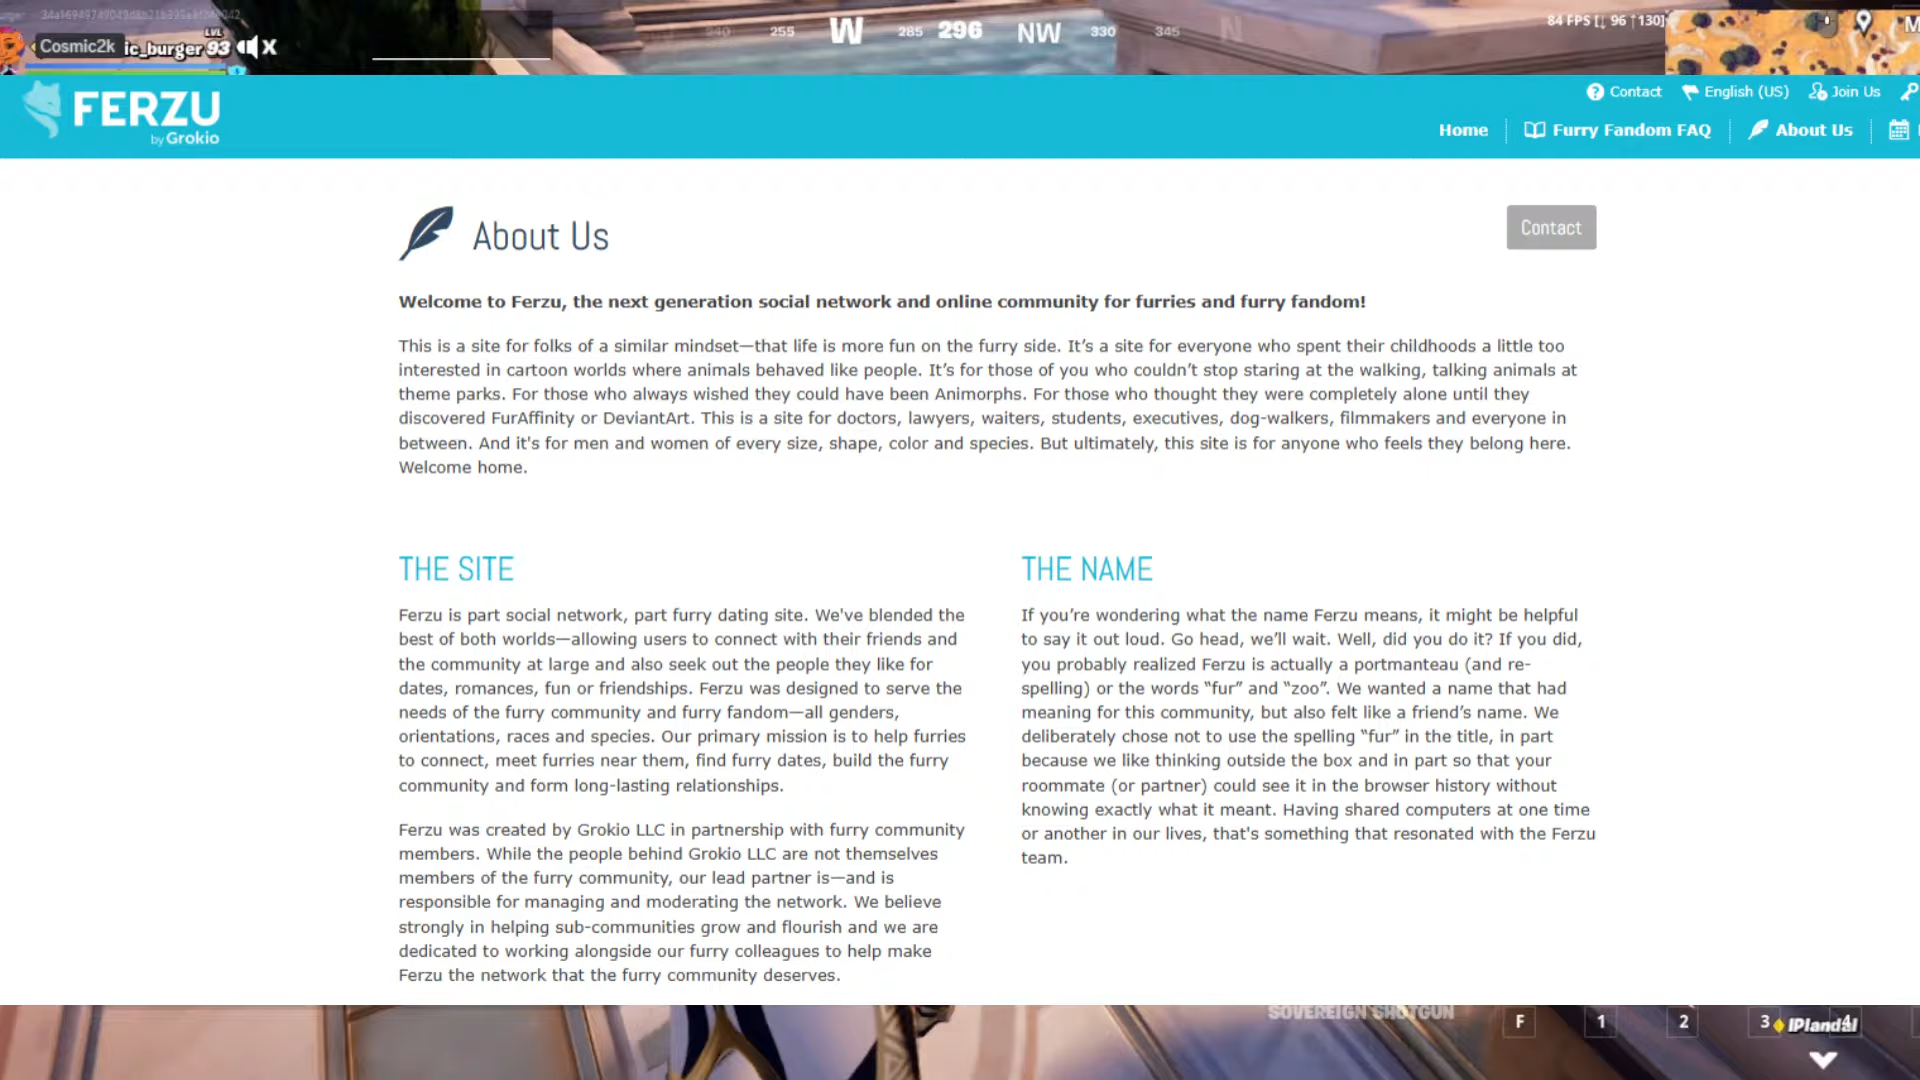 34a16949749049d8b21b339a8f268942
240 255 W 285 296 NW 330 345 N
84 FPS [↓ 96 ↑130]
LVL
Cosmic2k ic_burger 93
FERZU
by Grokio
Contact English (US) Join Us
Home Furry Fandom FAQ About Us
About Us
Contact
Welcome to Ferzu, the next generation social network and online community for furries and furry fandom!
This is a site for folks of a similar mindset—that life is more fun on the furry side. It’s a site for everyone who spent their childhoods a little too
interested in cartoon worlds where animals behaved like people. It’s for those of you who couldn’t stop staring at the walking, talking animals at
theme parks. For those who always wished they could have been Animorphs. For those who thought they were completely alone until they
discovered FurAffinity or DeviantArt. This is a site for doctors, lawyers, waiters, students, executives, dog-walkers, filmmakers and everyone in
between. And it's for men and women of every size, shape, color and species. But ultimately, this site is for anyone who feels they belong here.
Welcome home.
THE SITE
Ferzu is part social network, part furry dating site. We've blended the
best of both worlds—allowing users to connect with their friends and
the community at large and also seek out the people they like for
dates, romances, fun or friendships. Ferzu was designed to serve the
needs of the furry community and furry fandom—all genders,
orientations, races and species. Our primary mission is to help furries
to connect, meet furries near them, find furry dates, build the furry
community and form long-lasting relationships.
Ferzu was created by Grokio LLC in partnership with furry community
members. While the people behind Grokio LLC are not themselves
members of the furry community, our lead partner is—and is
responsible for managing and moderating the network. We believe
strongly in helping sub-communities grow and flourish and we are
dedicated to working alongside our furry colleagues to help make
Ferzu the network that the furry community deserves.
THE NAME
If you’re wondering what the name Ferzu means, it might be helpful
to say it out loud. Go head, we’ll wait. Well, did you do it? If you did,
you probably realized Ferzu is actually a portmanteau (and re-
spelling) or the words “fur” and “zoo”. We wanted a name that had
meaning for this community, but also felt like a friend’s name. We
deliberately chose not to use the spelling “fur” in the title, in part
because we like thinking outside the box and in part so that your
roommate (or partner) could see it in the browser history without
knowing exactly what it meant. Having shared computers at one time
or another in our lives, that's something that resonated with the Ferzu
team.
SOVEREIGN SHOTGUN
F 1 2 3 4